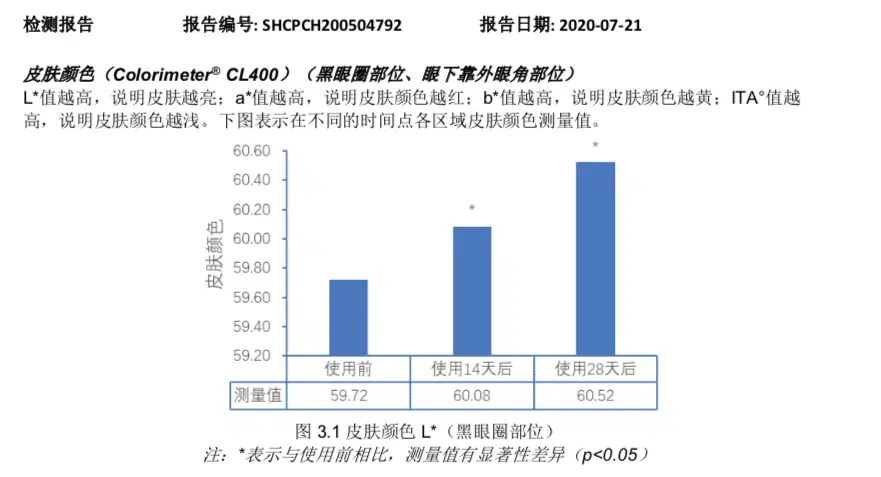 检测报告 报告编号: SHCPCH200504792 报告日期: 2020-07-21
皮肤颜色（Colorimeter® CL400）（黑眼圈部位、眼下靠外眼角部位）
L*值越高，说明皮肤越亮；a*值越高，说明皮肤颜色越红；b*值越高，说明皮肤颜色越黄；ITA°值越
高，说明皮肤颜色越浅。下图表示在不同的时间点各区域皮肤颜色测量值。
60.60
60.40
60.20
60.00
59.80
59.60
59.40
59.20
皮肤颜色
*
*
使用前 使用14天后 使用28天后
测量值 59.72 60.08 60.52
图 3.1 皮肤颜色 L*（黑眼圈部位）
注：*表示与使用前相比，测量值有显著性差异（p<0.05）